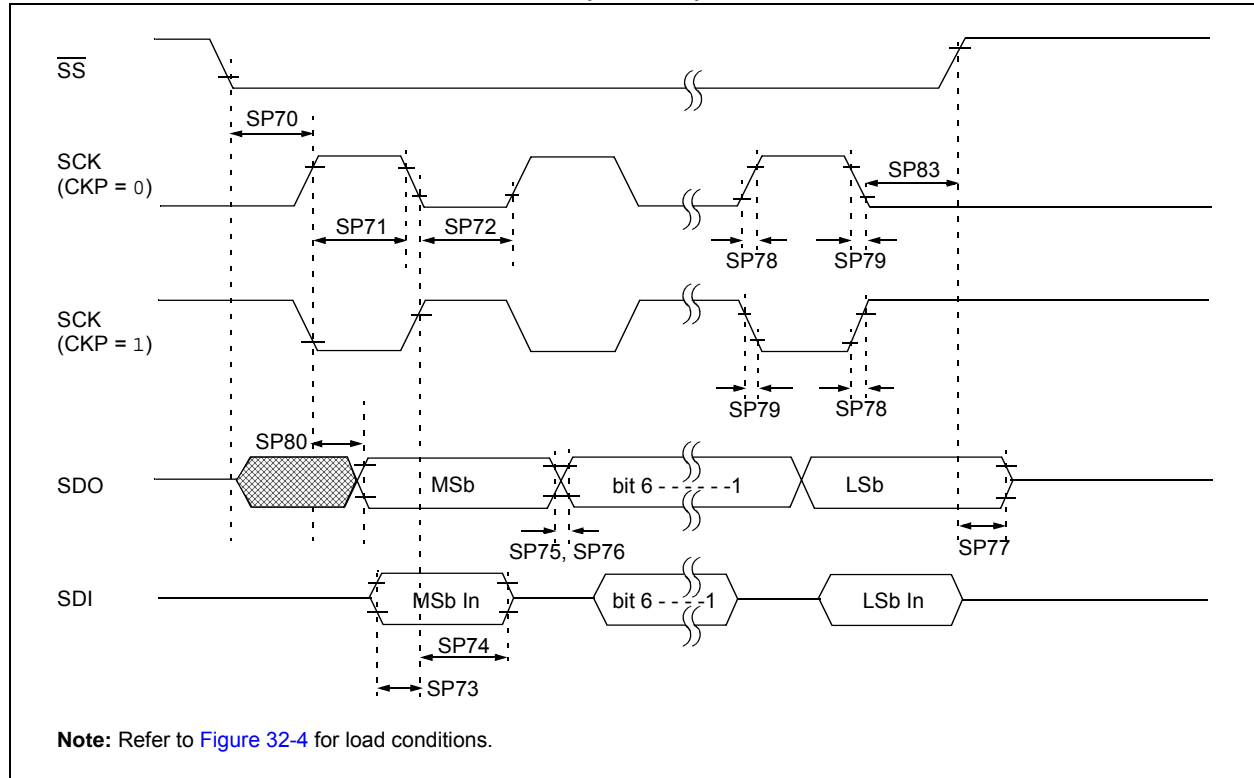 SS
SP70
SCK
(CKP = 0)
SP83
SP71
SP72
SP78
SP79
SCK
(CKP = 1)
SP79
SP78
SP80
SDO
MSb
bit 6 - - - - - -1
LSb
SP75, SP76
SP77
SDI
MSb In
bit 6 - - - -1
LSb In
SP74
SP73
Note: Refer to Figure 32-4 for load conditions.